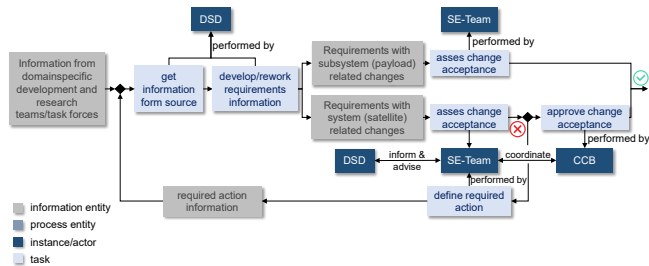 DSD
SE-Team
performed by
performed by
Information from
domainspecific
development and
research
teams/task forces
get
information
form source
develop/rework
requirements
information
Requirements with
subsystem (payload)
related changes
asses change
acceptance
Requirements with
system (satellite)
related changes
asses change
acceptance
approve change
acceptance
performed by
DSD
inform &
advise
SE-Team
coordinate
CCB
performed by
required action
information
define required
action
information entity
process entity
instance/actor
task